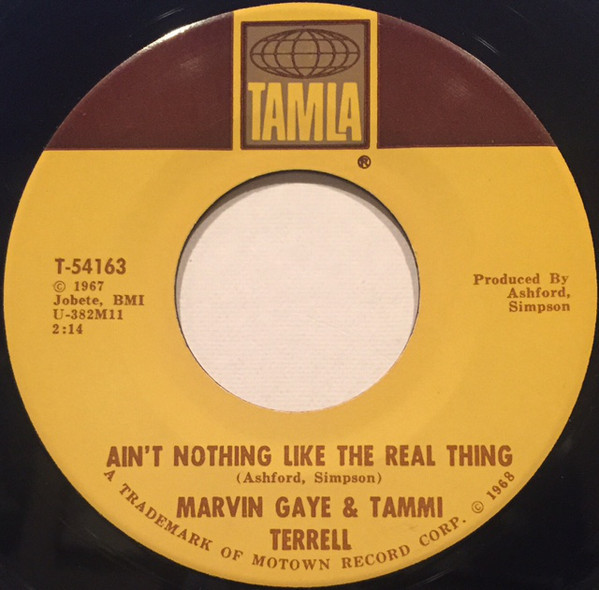 TAMLA
®
T-54163
© 1967
Jobete, BMI
U-382M11
2:14
Produced By
Ashford,
Simpson
AIN'T NOTHING LIKE THE REAL THING
(Ashford, Simpson)
MARVIN GAYE & TAMMI
TERRELL
A TRADEMARK OF MOTOWN RECORD CORP. © 1968